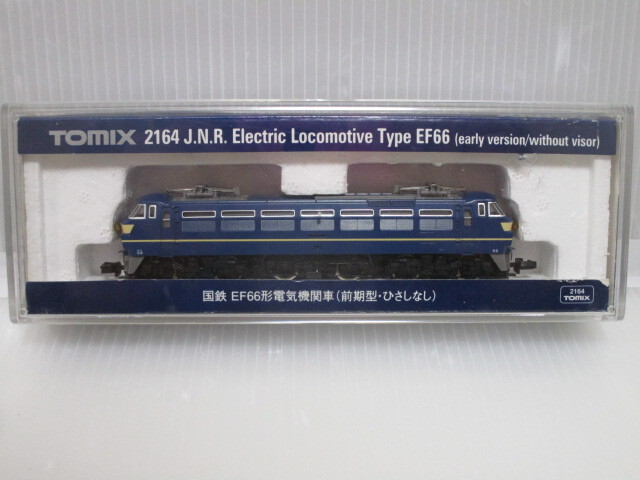 TOMIX 2164 J.N.R. Electric Locomotive Type EF66 (early version/without visor)
国鉄 EF66形電気機関車(前期型・ひさしなし)
2164
TOMIX